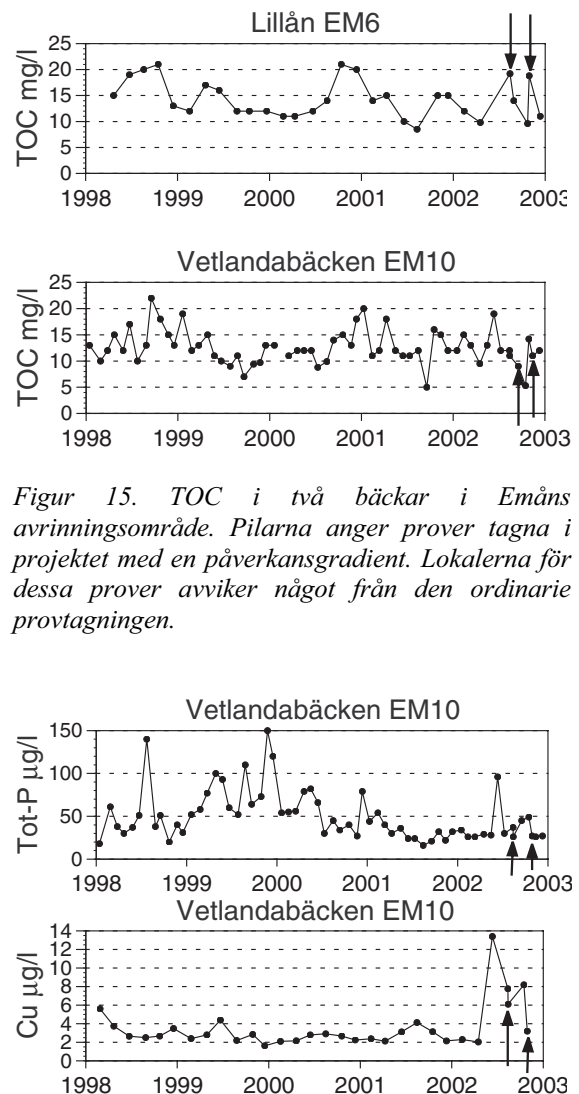 Lillån EM6
TOC mg/l
25
20
15
10
5
0
1998 1999 2000 2001 2002 2003
Vetlandabäcken EM10
TOC mg/l
25
20
15
10
5
0
1998 1999 2000 2001 2002 2003
Figur 15. TOC i två bäckar i Emåns
avrinningsområde. Pilarna anger prover tagna i
projektet med en påverkansgradient. Lokalerna för
dessa prover avviker något från den ordinarie
provtagningen.
Vetlandabäcken EM10
Tot-P µg/l
150
100
50
0
1998 1999 2000 2001 2002 2003
Vetlandabäcken EM10
Cu µg/l
14
12
10
8
6
4
2
0
1998 1999 2000 2001 2002 2003